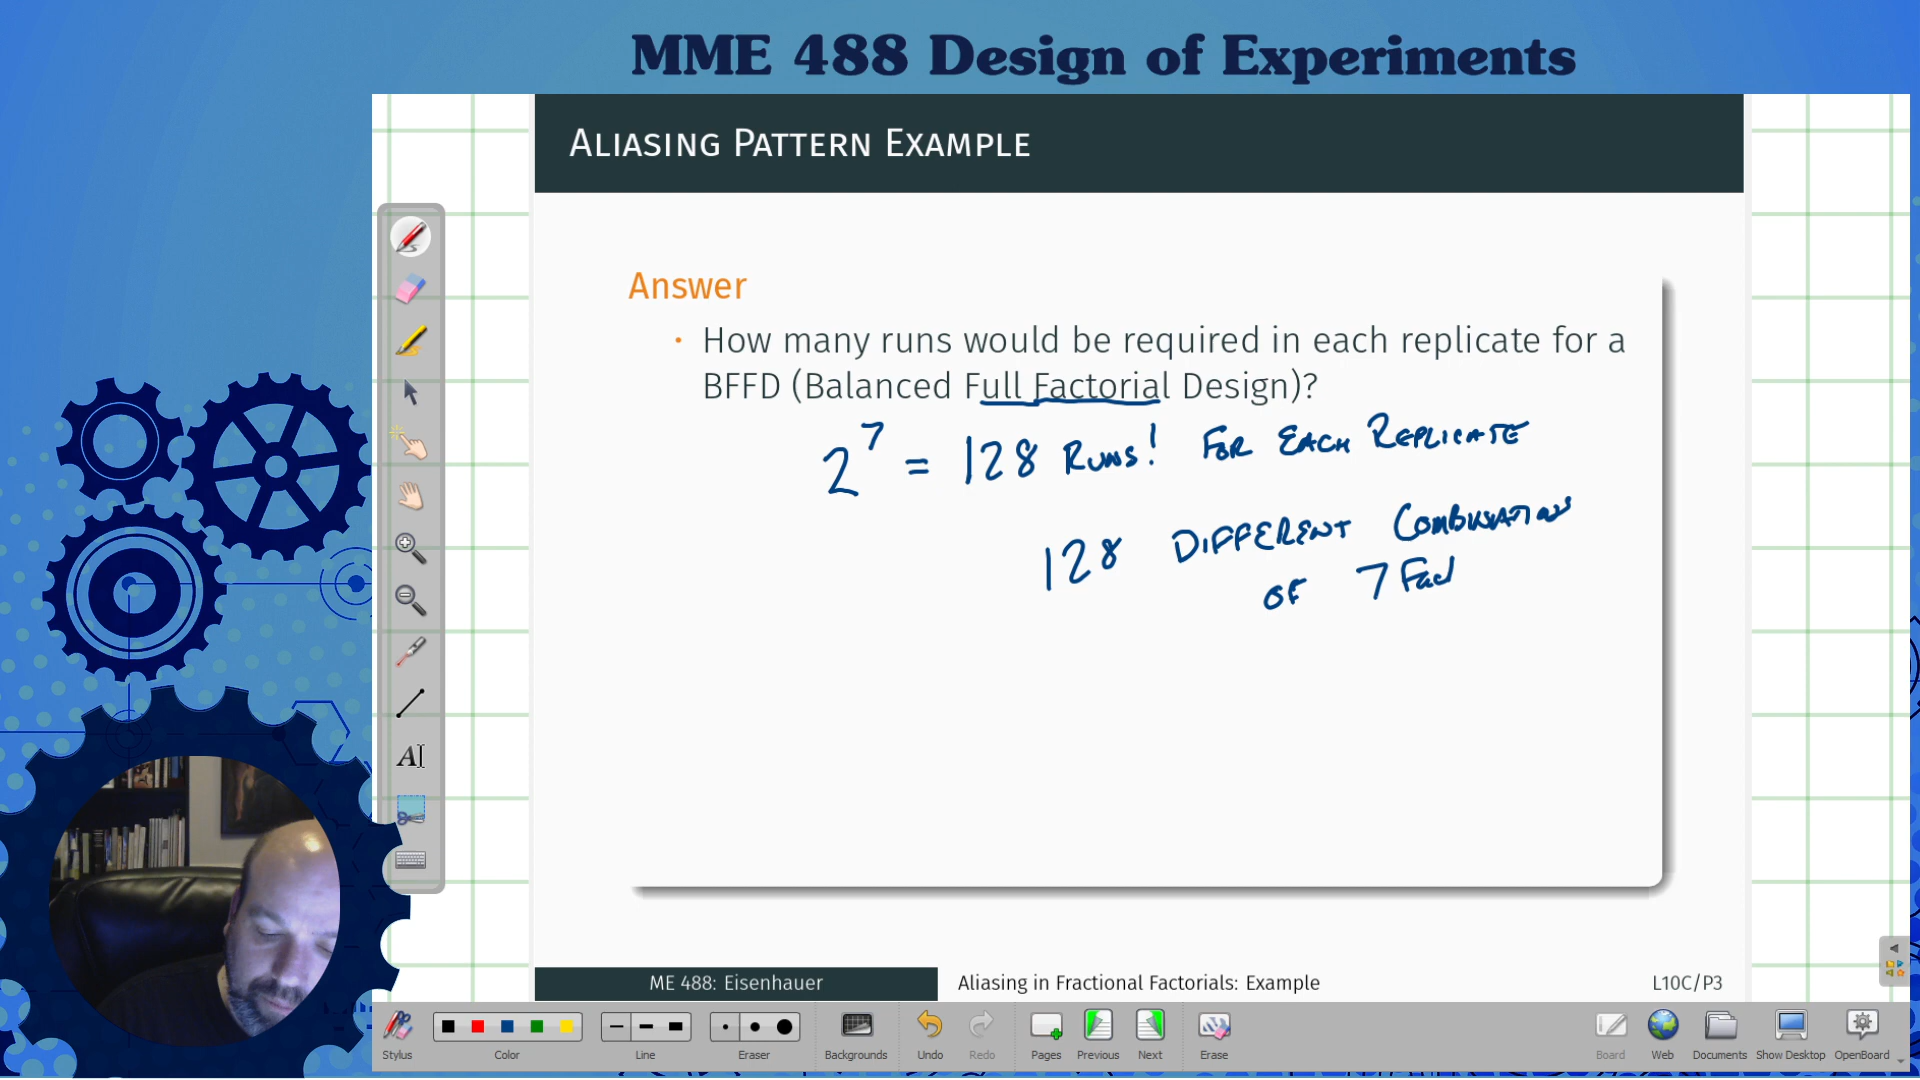 MME 488 Design of Experiments
ALIASING PATTERN EXAMPLE
Answer
• How many runs would be required in each replicate for a
BFFD (Balanced Full Factorial Design)?
2^7 = 128 RUNS! FOR EACH REPLICATE
128 DIFFERENT COMBINATIONS
OF 7 Fact
ME 488: Eisenhauer
Aliasing in Fractional Factorials: Example
L10C/P3
Stylus Color Line Eraser Backgrounds Undo Redo Pages Previous Next Erase Board Web Documents Show Desktop OpenBoard